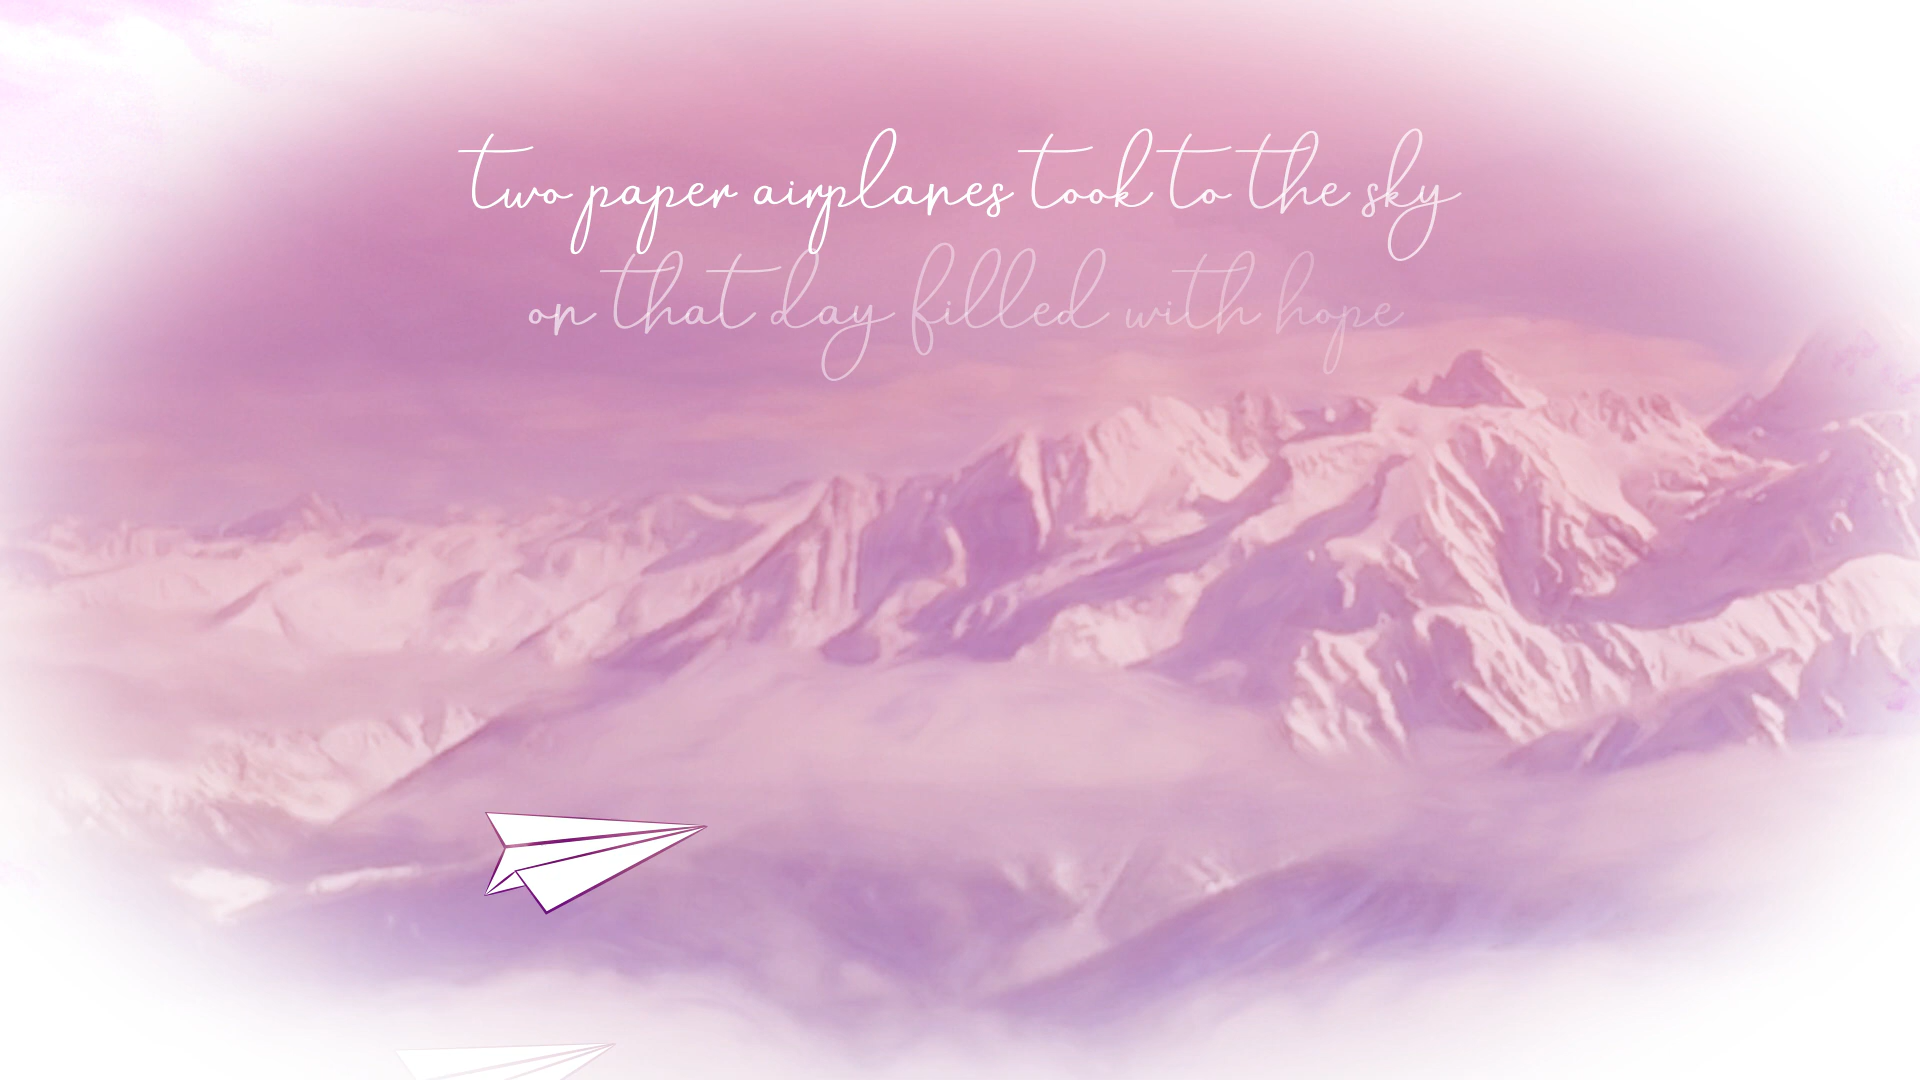 two paper airplanes took to the sky
on that day filled with hope